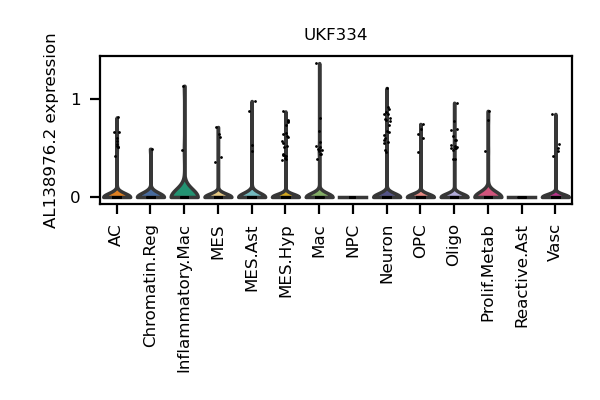 UKF334
AL138976.2 expression
1
0
AC
Chromatin.Reg
Inflammatory.Mac
MES
MES.Ast
MES.Hyp
Mac
NPC
Neuron
OPC
Oligo
Prolif.Metab
Reactive.Ast
Vasc